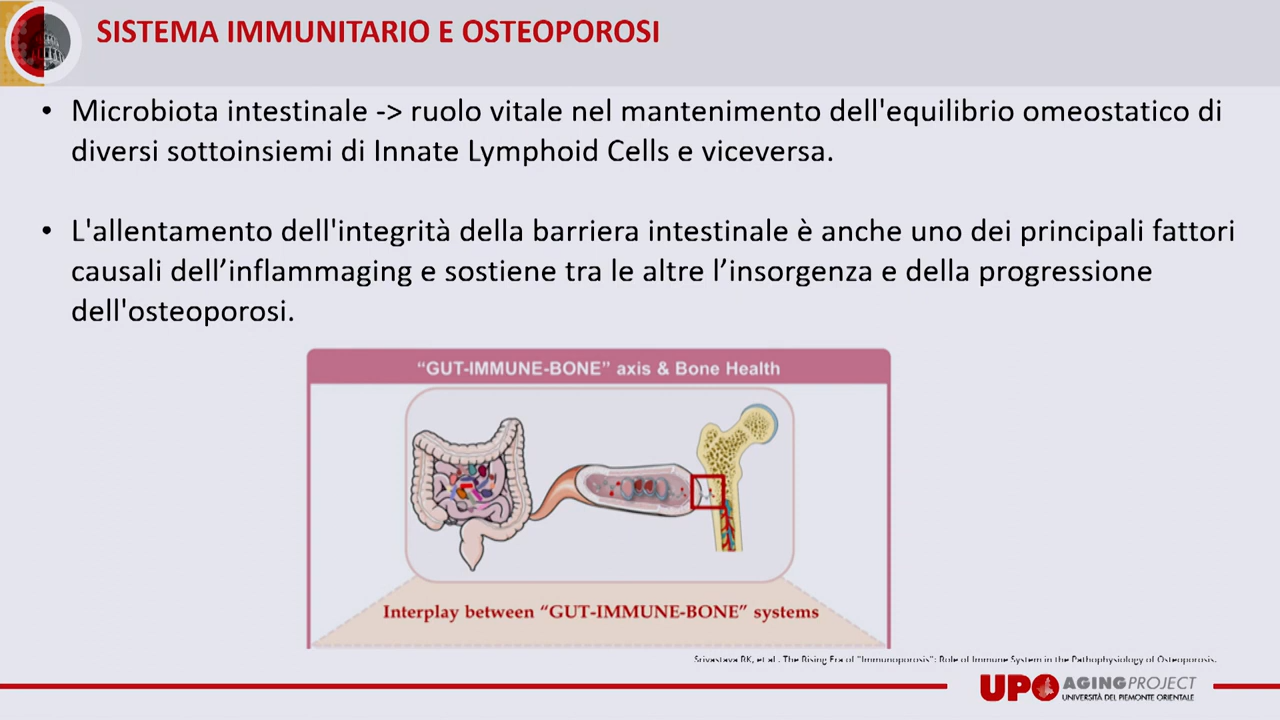 SISTEMA IMMUNITARIO E OSTEOPOROSI
• Microbiota intestinale -> ruolo vitale nel mantenimento dell'equilibrio omeostatico di
diversi sottoinsiemi di Innate Lymphoid Cells e viceversa.
• L'allentamento dell'integrità della barriera intestinale è anche uno dei principali fattori
causali dell’inflammaging e sostiene tra le altre l’insorgenza e della progressione
dell'osteoporosi.
“GUT-IMMUNE-BONE” axis & Bone Health
Interplay between “GUT-IMMUNE-BONE” systems
Srivastava RK, et al. The Rising Era of "Immunoporosis": Role of Immune System in the Pathophysiology of Osteoporosis.
UPO AGINGPROJECT
UNIVERSITÀ DEL PIEMONTE ORIENTALE